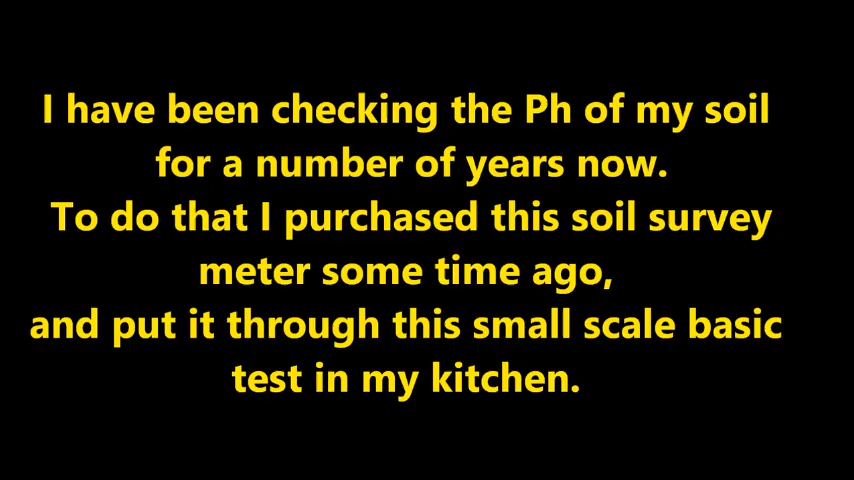 I have been checking the Ph of my soil
for a number of years now.
To do that I purchased this soil survey
meter some time ago,
and put it through this small scale basic
test in my kitchen.